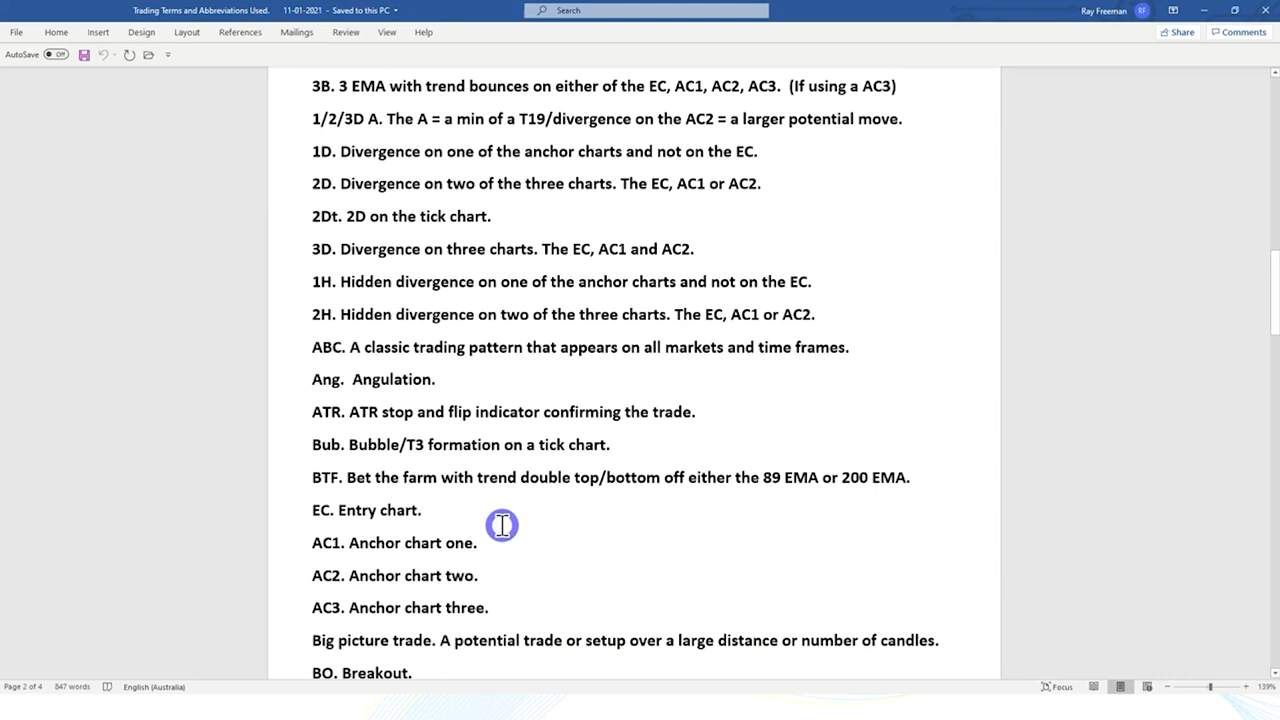 Trading Terms and Abbreviations Used. 11-01-2021 - Saved to this PC
Search
Ray Freeman RF
File Home Insert Design Layout References Mailings Review View Help Share Comments
AutoSave Off
3B. 3 EMA with trend bounces on either of the EC, AC1, AC2, AC3. (If using a AC3)
1/2/3D A. The A = a min of a T19/divergence on the AC2 = a larger potential move.
1D. Divergence on one of the anchor charts and not on the EC.
2D. Divergence on two of the three charts. The EC, AC1 or AC2.
2Dt. 2D on the tick chart.
3D. Divergence on three charts. The EC, AC1 and AC2.
1H. Hidden divergence on one of the anchor charts and not on the EC.
2H. Hidden divergence on two of the three charts. The EC, AC1 or AC2.
ABC. A classic trading pattern that appears on all markets and time frames.
Ang. Angulation.
ATR. ATR stop and flip indicator confirming the trade.
Bub. Bubble/T3 formation on a tick chart.
BTF. Bet the farm with trend double top/bottom off either the 89 EMA or 200 EMA.
EC. Entry chart.
AC1. Anchor chart one.
AC2. Anchor chart two.
AC3. Anchor chart three.
Big picture trade. A potential trade or setup over a large distance or number of candles.
BO. Breakout.
Page 2 of 4 847 words English (Australia) Focus 139%